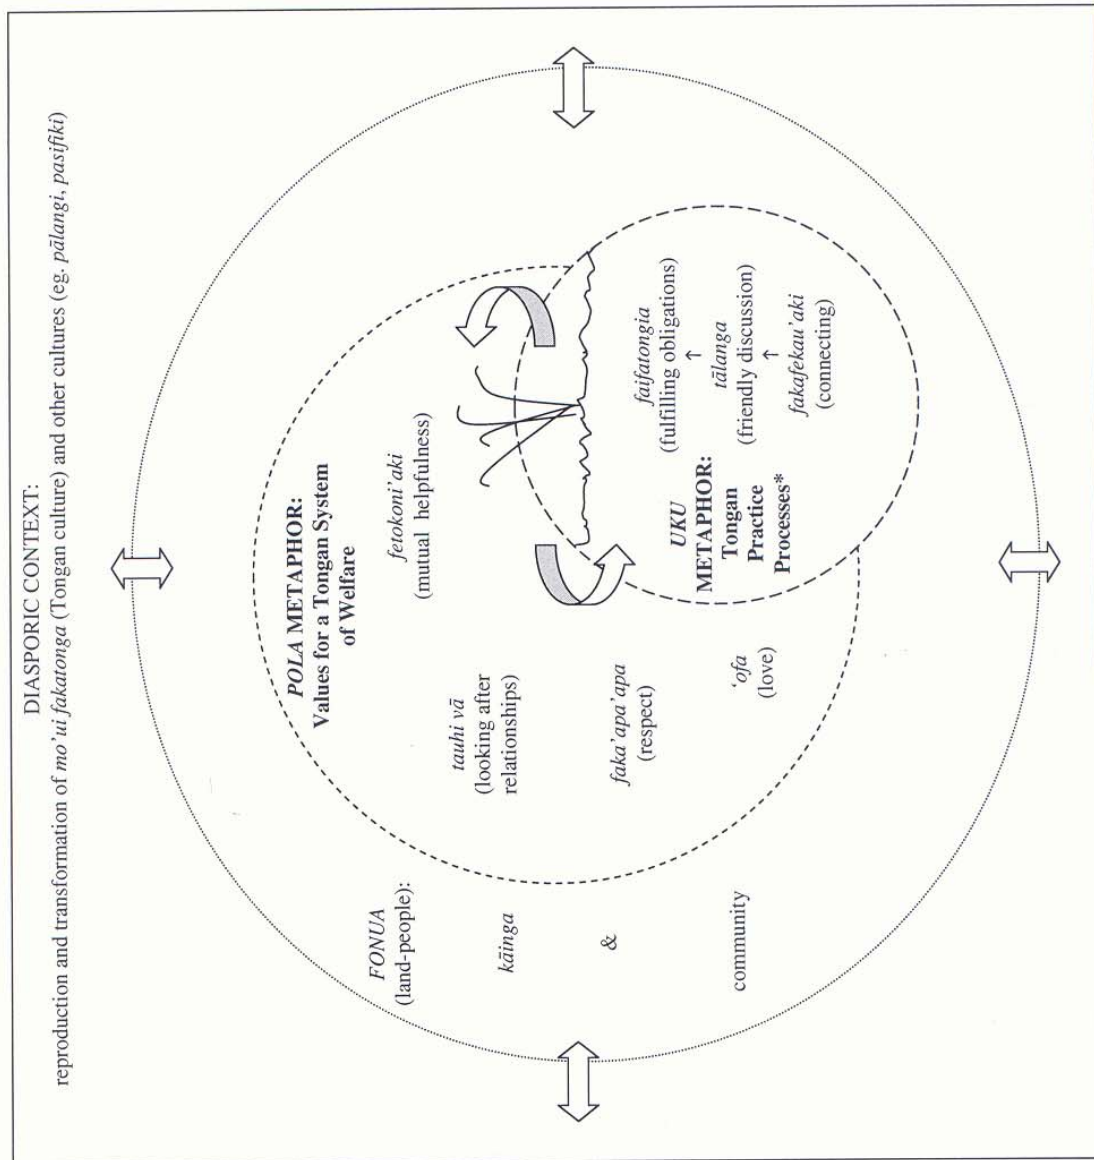 DIASPORIC CONTEXT:
reproduction and transformation of mo'ui fakatonga (Tongan culture) and other cultures (eg. pālangi, pasifiki)
FONUA
(land-people):
kāinga
&
community
POLA METAPHOR:
Values for a Tongan System
of Welfare
tauhi vā
(looking after
relationships)
fetokoni'aki
(mutual helpfulness)
faka'apa'apa
(respect)
'ofa
(love)
UKU
METAPHOR:
Tongan
Practice
Processes*
faifatongia
(fulfilling obligations)
↑
tālanga
(friendly discussion)
↑
fakafekau'aki
(connecting)